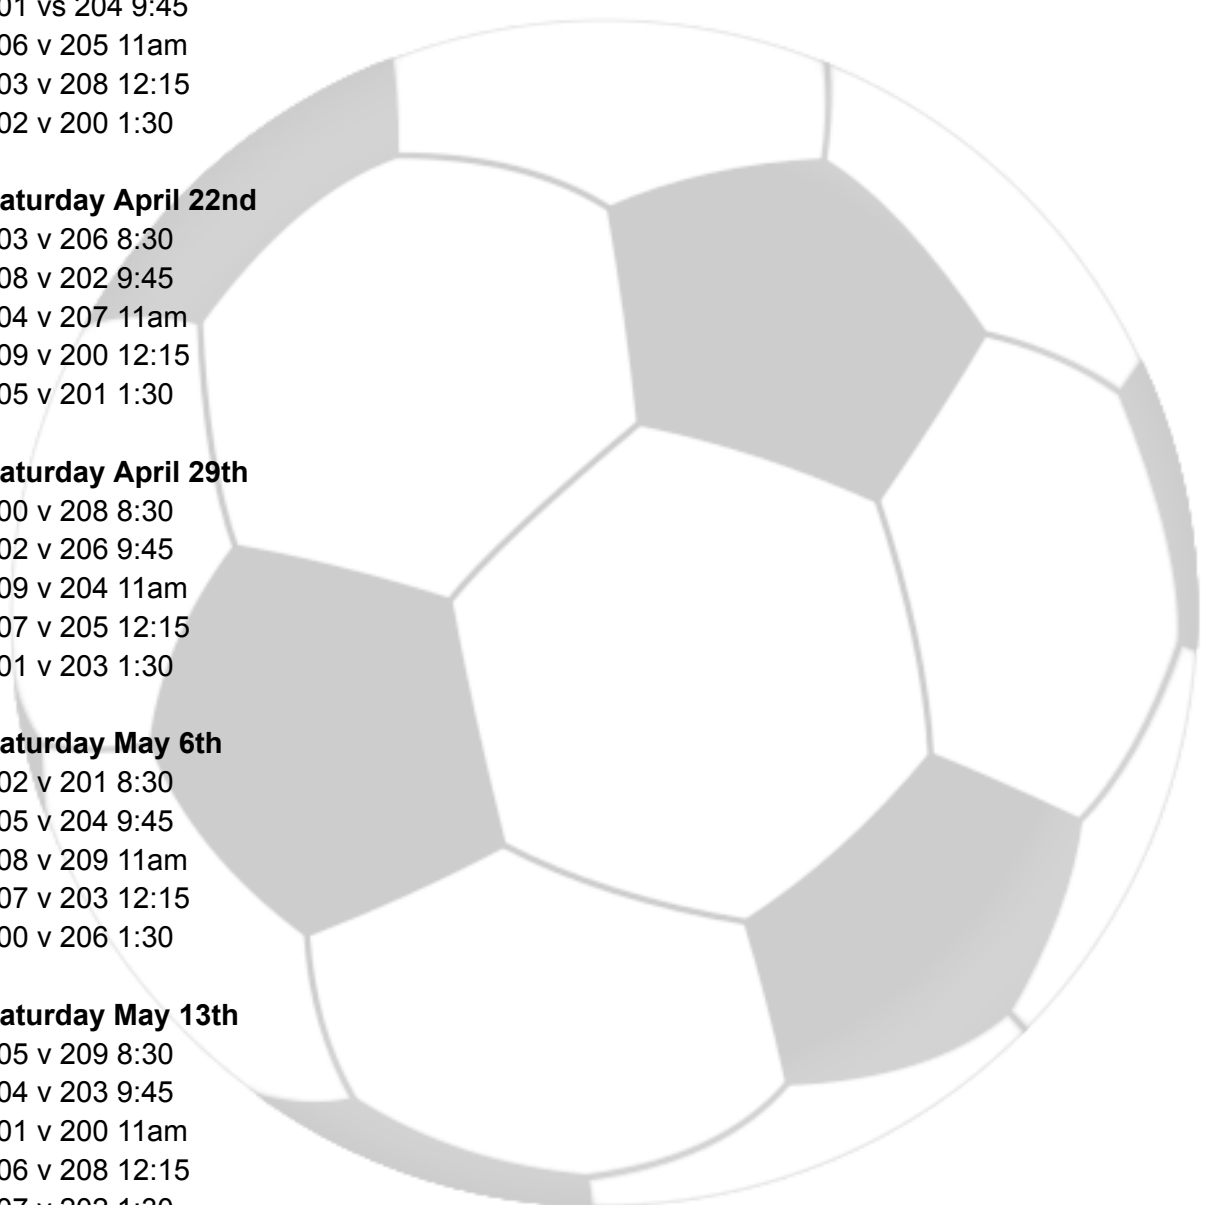 01 vs 204 9:45
06 v 205 11am
03 v 208 12:15
02 v 200 1:30
aturday April 22nd
03 v 206 8:30
08 v 202 9:45
04 v 207 11am
09 v 200 12:15
05 v 201 1:30
aturday April 29th
00 v 208 8:30
02 v 206 9:45
09 v 204 11am
07 v 205 12:15
01 v 203 1:30
aturday May 6th
02 v 201 8:30
05 v 204 9:45
08 v 209 11am
07 v 203 12:15
00 v 206 1:30
aturday May 13th
05 v 209 8:30
04 v 203 9:45
01 v 200 11am
06 v 208 12:15
07 v 202 1:30